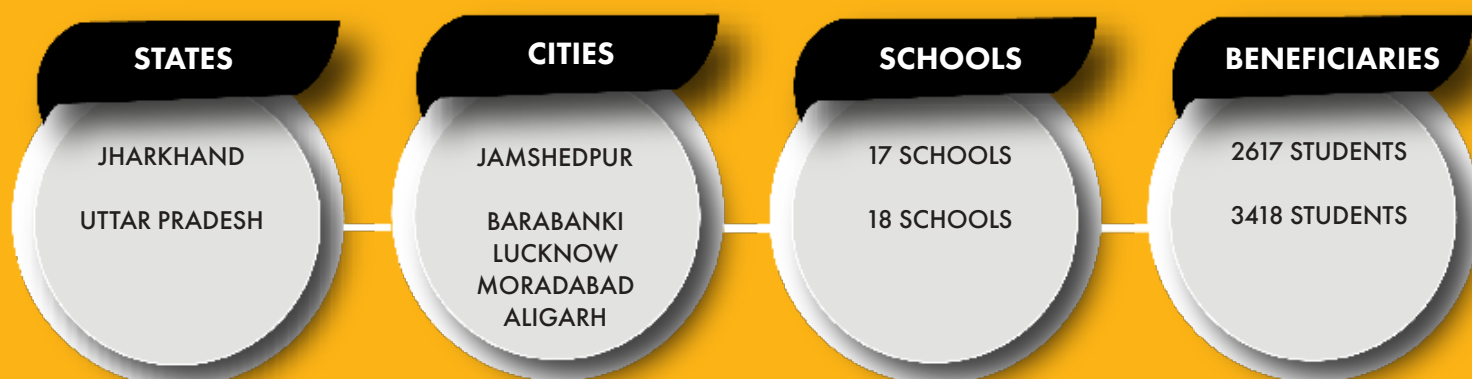 STATES
JHARKHAND
UTTAR PRADESH
CITIES
JAMSHEDPUR
BARABANKI
LUCKNOW
MORADABAD
ALIGARH
SCHOOLS
17 SCHOOLS
18 SCHOOLS
BENEFICIARIES
2617 STUDENTS
3418 STUDENTS